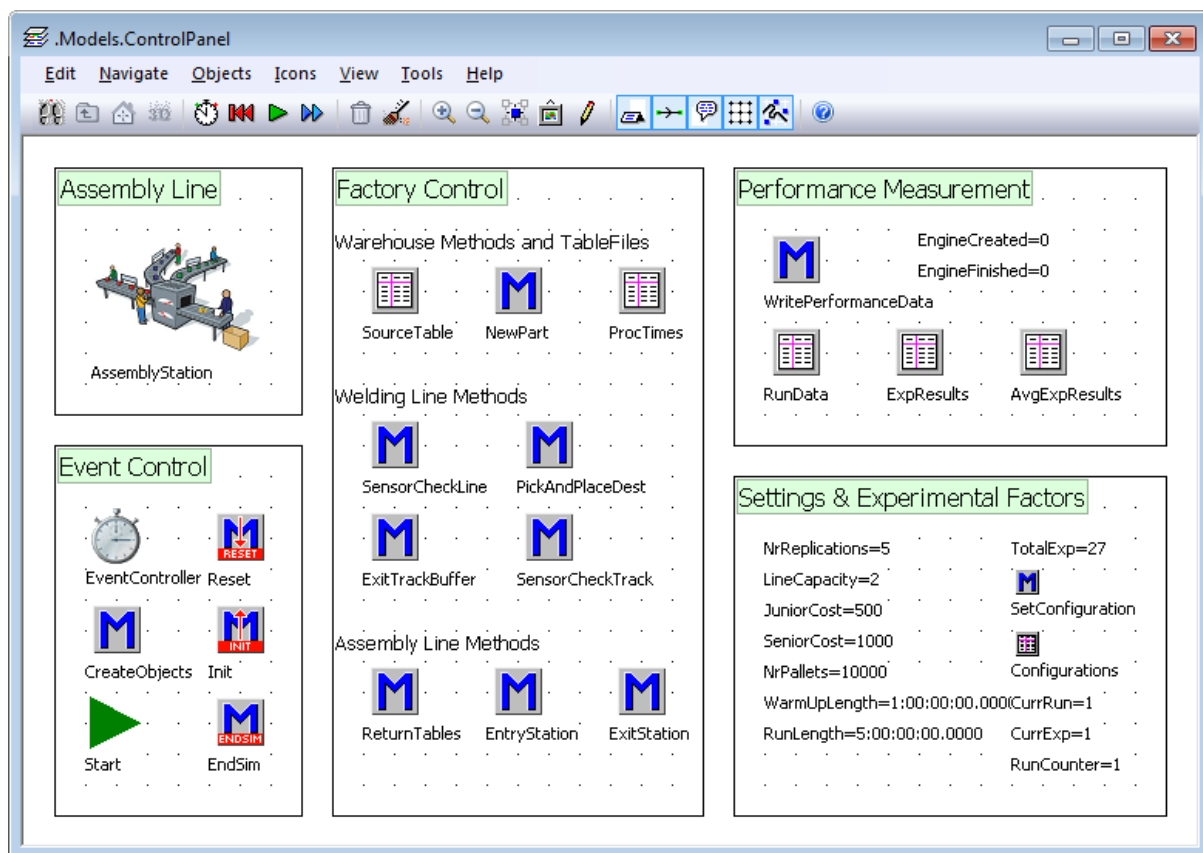 .Models.ControlPanel
Edit Navigate Objects Icons View Tools Help
3D
Assembly Line
AssemblyStation
Event Control
RESET
EventController Reset
M INIT
CreateObjects Init
M ENDSIM
Start EndSim
Factory Control
Warehouse Methods and TableFiles
M
SourceTable NewPart ProcTimes
Welding Line Methods
M M
SensorCheckLine PickAndPlaceDest
M M
ExitTrackBuffer SensorCheckTrack
Assembly Line Methods
M M M
ReturnTables EntryStation ExitStation
Performance Measurement
M
EngineCreated=0
EngineFinished=0
WritePerformanceData
RunData ExpResults AvgExpResults
Settings & Experimental Factors
NrReplications=5 TotalExp=27
LineCapacity=2 M
JuniorCost=500 SetConfiguration
SeniorCost=1000
NrPallets=10000 Configurations
WarmUpLength=1:00:00:00.000 CurrRun=1
RunLength=5:00:00:00.0000 CurrExp=1
RunCounter=1